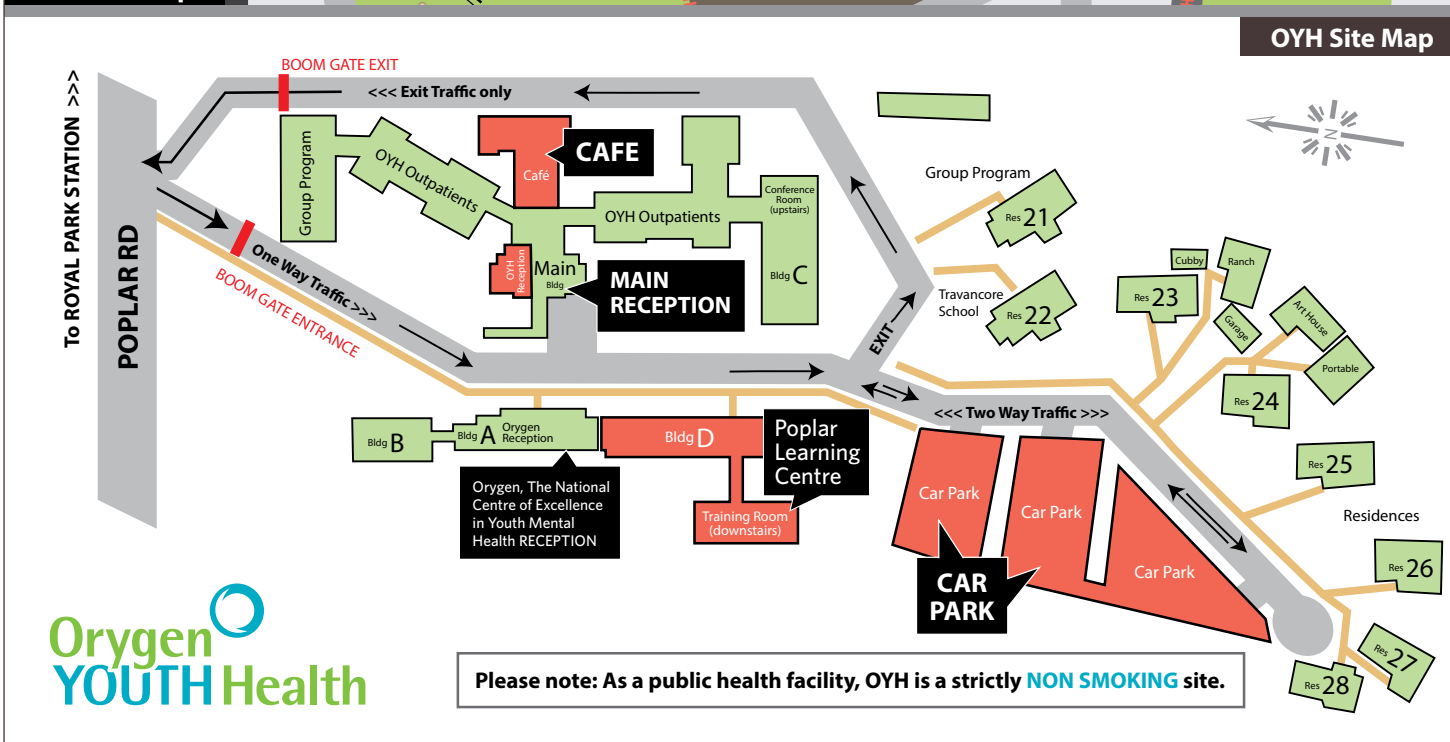 OYH Site Map
BOOM GATE EXIT
<<< Exit Traffic only
To ROYAL PARK STATION >>>
POPLAR RD
One Way Traffic >>>
BOOM GATE ENTRANCE
Group Program
OYH Outpatients
Café
CAFE
OYH Outpatients
Conference
Room
(upstairs)
Bldg C
OYH
Reception
Main
Bldg
MAIN
RECEPTION
N
Group Program
Res 21
Travancore
School
Res 22
EXIT
Cubby
Ranch
Res 23
Garage
Art House
Portable
Res 24
<<< Two Way Traffic >>>
Bldg B
Bldg A
Orygen
Reception
Bldg D
Poplar
Learning
Centre
Orygen, The National
Centre of Excellence
in Youth Mental
Health RECEPTION
Training Room
(downstairs)
Car Park
Car Park
Car Park
CAR
PARK
Res 25
Residences
Res 26
Res 27
Res 28
Orygen
YOUTH Health
Please note: As a public health facility, OYH is a strictly NON SMOKING site.